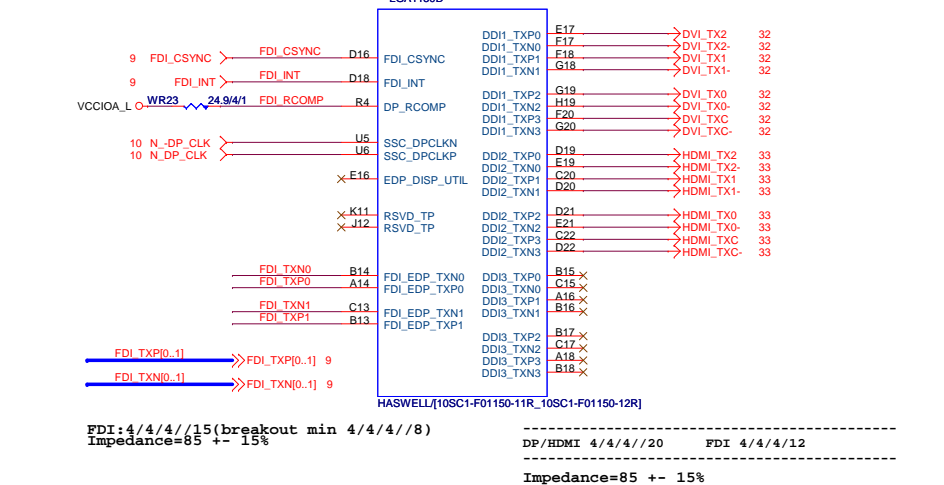 DDI1_TXP0 E17 DVI_TX2 32
DDI1_TXN0 F17 DVI_TX2- 32
9 FDI_CSYNC FDI_CSYNC D16 FDI_CSYNC DDI1_TXP1 F18 DVI_TX1 32
DDI1_TXN1 G18 DVI_TX1- 32
9 FDI_INT FDI_INT D18 FDI_INT
VCCIOA_L WR23 24.9/4/1 FDI_RCOMP R4 DP_RCOMP DDI1_TXP2 G19 DVI_TX0 32
DDI1_TXN2 H19 DVI_TX0- 32
DDI1_TXP3 F20 DVI_TXC 32
DDI1_TXN3 G20 DVI_TXC- 32
10 N_-DP_CLK U5 SSC_DPCLKN
10 N_DP_CLK U6 SSC_DPCLKP DDI2_TXP0 D19 HDMI_TX2 33
DDI2_TXN0 E19 HDMI_TX2- 33
E16 EDP_DISP_UTIL DDI2_TXP1 C20 HDMI_TX1 33
DDI2_TXN1 D20 HDMI_TX1- 33
K11 RSVD_TP DDI2_TXP2 D21 HDMI_TX0 33
J12 RSVD_TP DDI2_TXN2 E21 HDMI_TX0- 33
DDI2_TXP3 C22 HDMI_TXC 33
DDI2_TXN3 D22 HDMI_TXC- 33
FDI_TXN0 B14 FDI_EDP_TXN0 DDI3_TXP0 B15
FDI_TXP0 A14 FDI_EDP_TXP0 DDI3_TXN0 C15
DDI3_TXP1 A16
FDI_TXN1 C13 FDI_EDP_TXN1 DDI3_TXN1 B16
FDI_TXP1 B13 FDI_EDP_TXP1
DDI3_TXP2 B17
DDI3_TXN2 C17
FDI_TXP[0..1] FDI_TXP[0..1] 9 DDI3_TXP3 A18
DDI3_TXN3 B18
FDI_TXN[0..1] FDI_TXN[0..1] 9
HASWELL/[10SC1-F01150-11R_10SC1-F01150-12R]
FDI:4/4/4//15(breakout min 4/4/4//8)
Impedance=85 +- 15%
DP/HDMI 4/4/4//20 FDI 4/4/4/12
Impedance=85 +- 15%